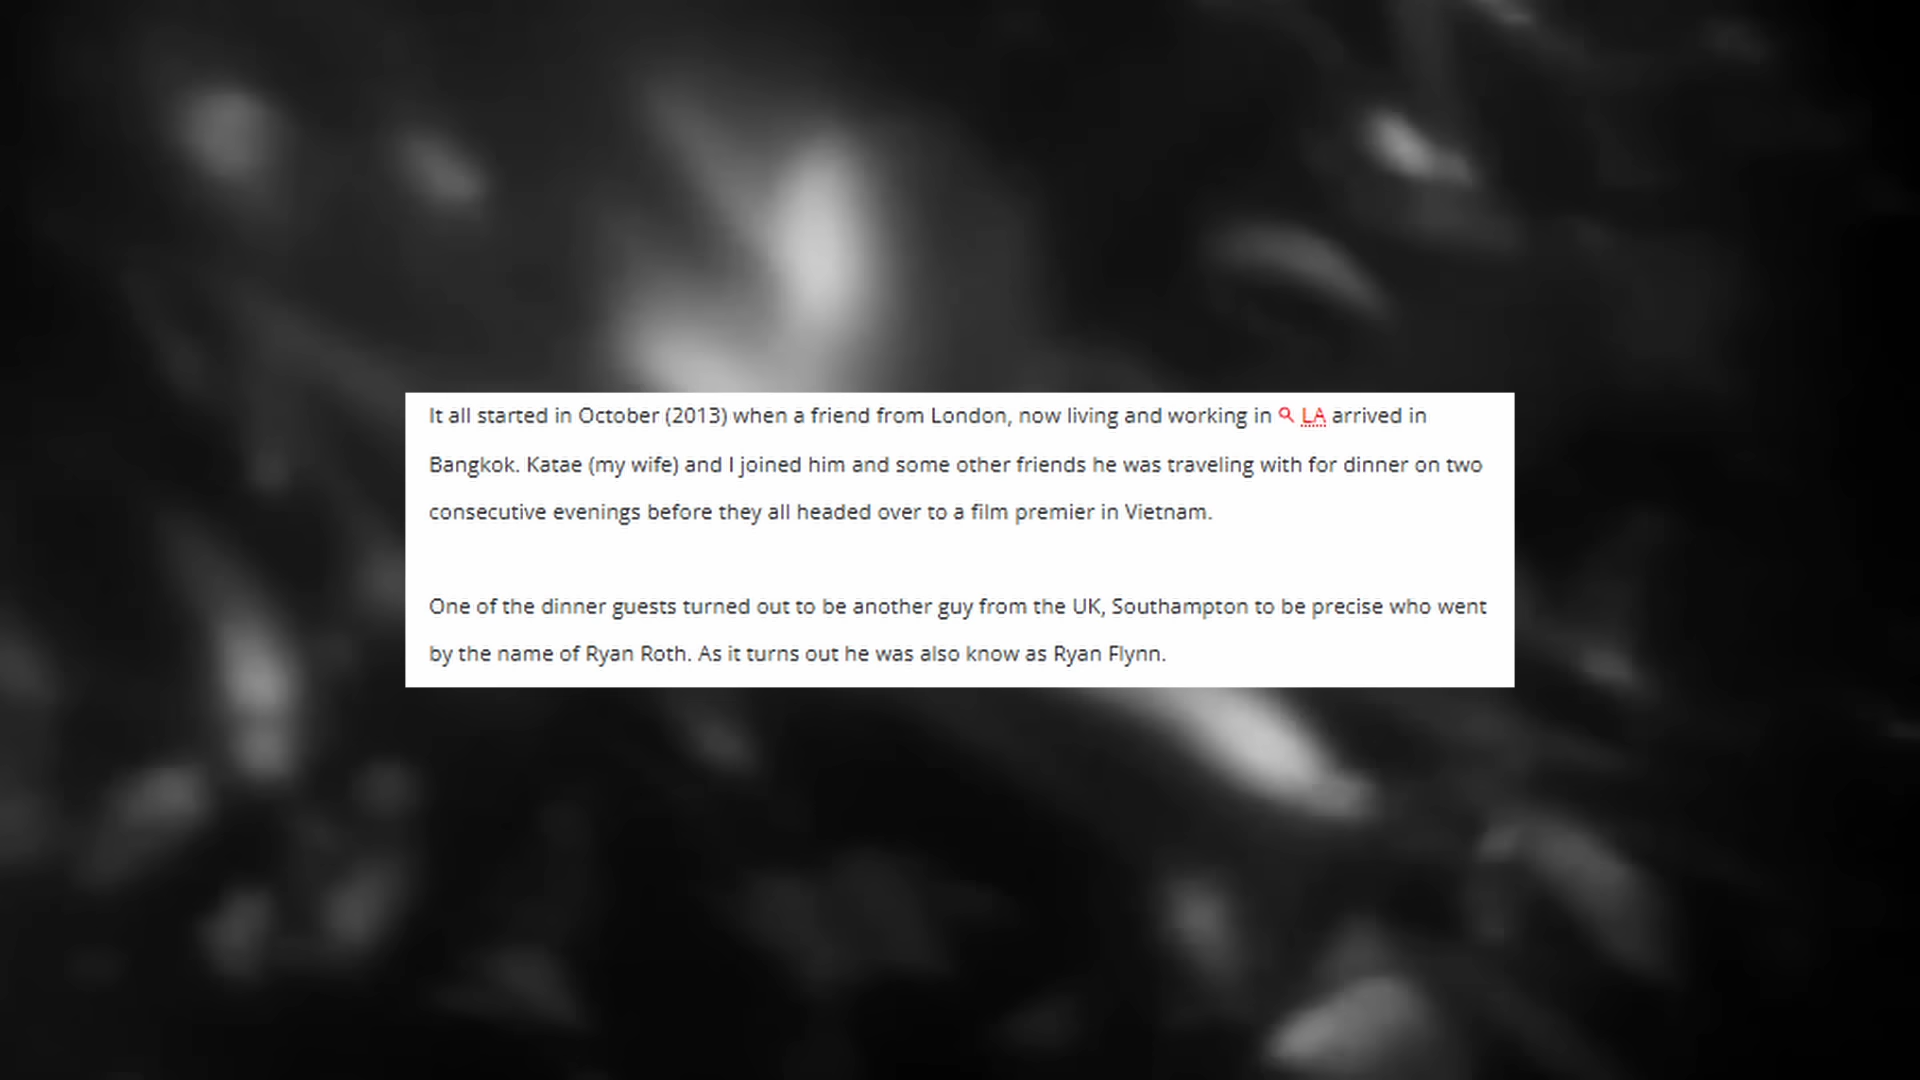 It all started in October (2013) when a friend from London, now living and working in LA arrived in
Bangkok. Katae (my wife) and I joined him and some other friends he was traveling with for dinner on two
consecutive evenings before they all headed over to a film premier in Vietnam.
One of the dinner guests turned out to be another guy from the UK, Southampton to be precise who went
by the name of Ryan Roth. As it turns out he was also know as Ryan Flynn.